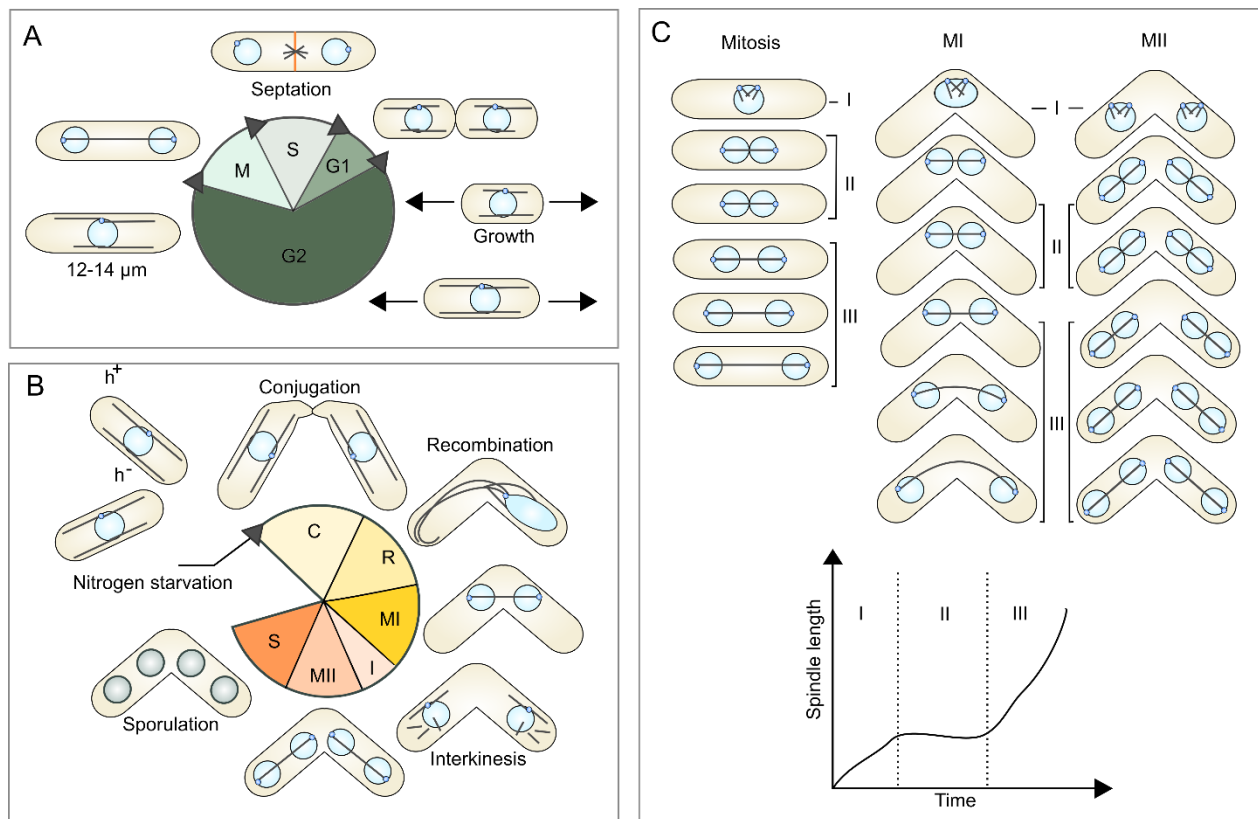 A
Septation
S
M
G1
G2
12-14 µm
Growth
B
h+
h-
Conjugation
Recombination
Nitrogen starvation
C
R
MI
I
MII
S
Sporulation
Interkinesis
C
Mitosis
MI
MII
I
I
II
II
III
III
Spindle length
I
II
III
Time